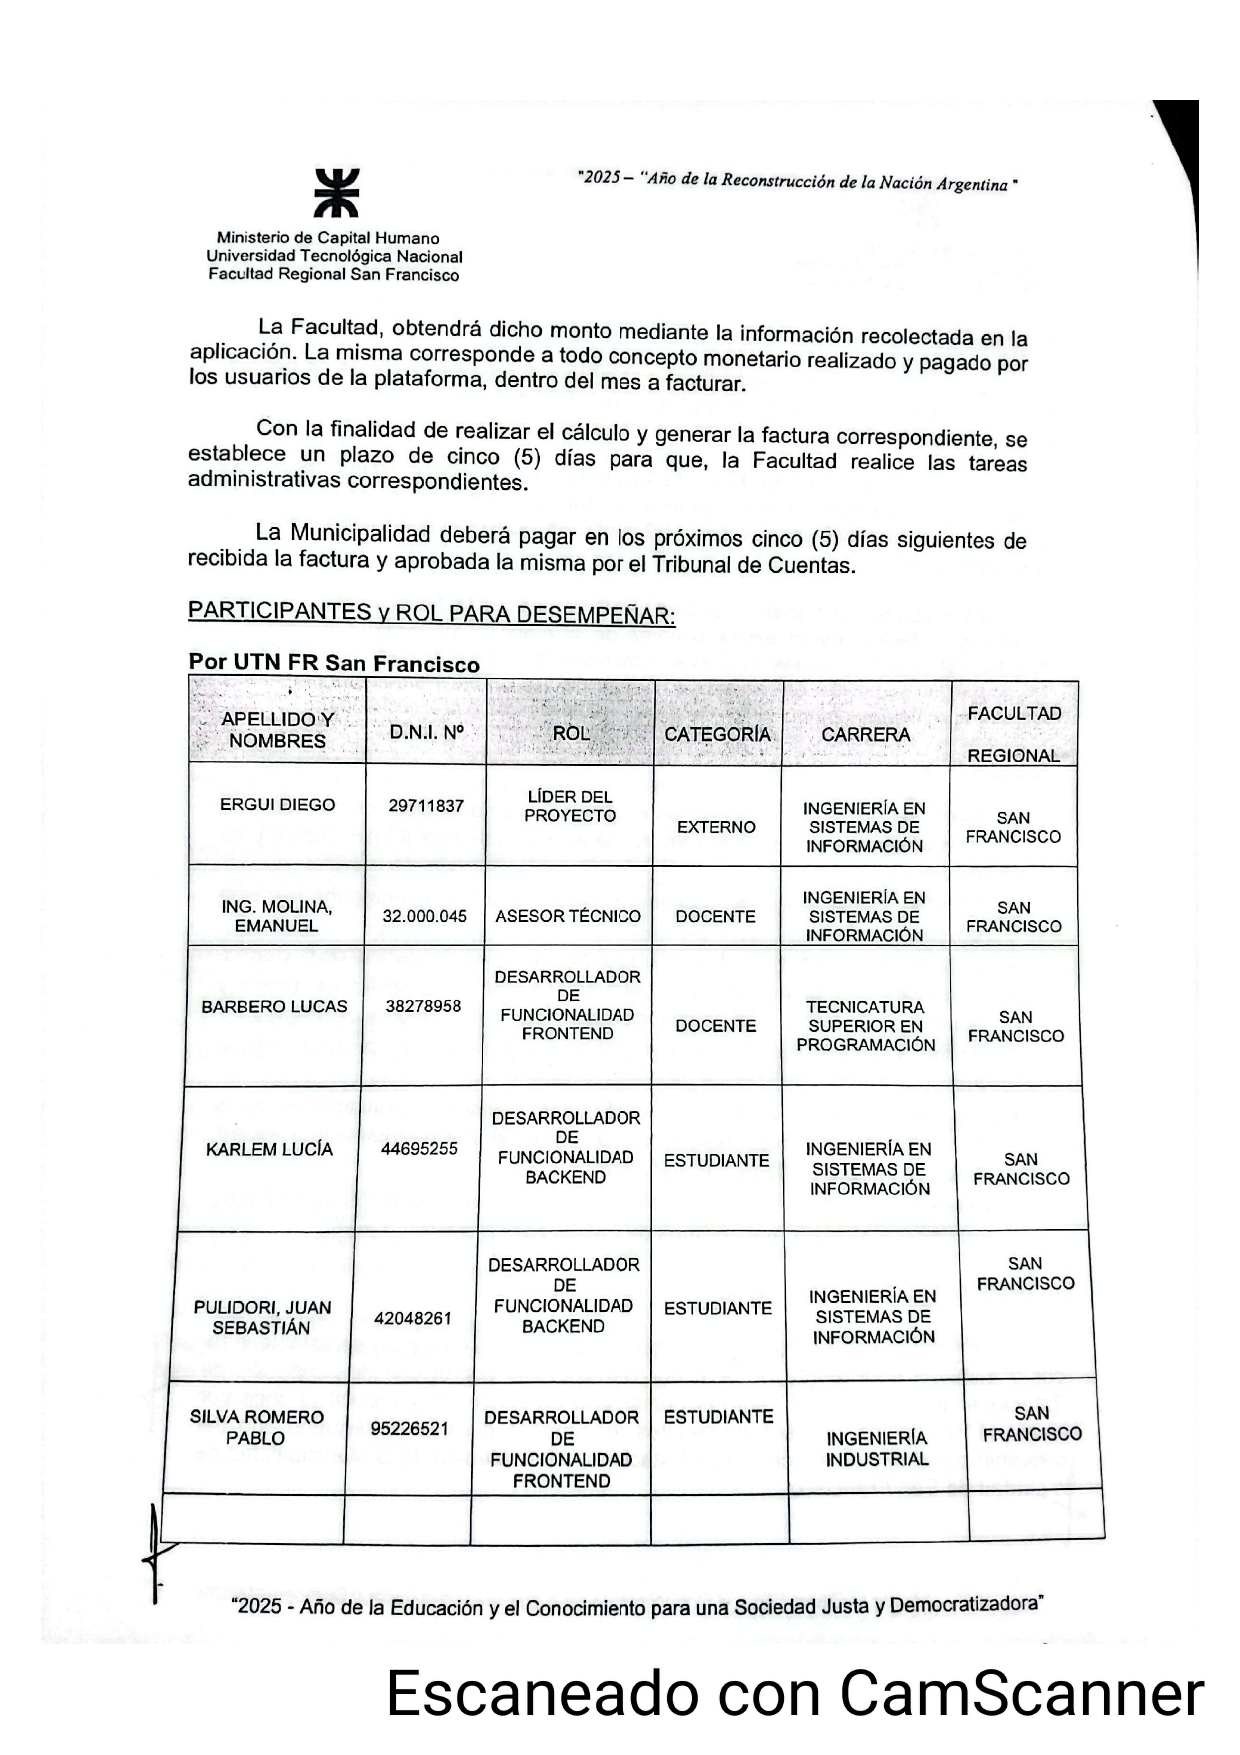 "2025 – "Año de la Reconstrucción de la Nación Argentina "
Ministerio de Capital Humano
Universidad Tecnológica Nacional
Facultad Regional San Francisco
La Facultad, obtendrá dicho monto mediante la información recolectada en la
aplicación. La misma corresponde a todo concepto monetario realizado y pagado por
los usuarios de la plataforma, dentro del mes a facturar.
Con la finalidad de realizar el cálculo y generar la factura correspondiente, se
establece un plazo de cinco (5) días para que, la Facultad realice las tareas
administrativas correspondientes.
La Municipalidad deberá pagar en los próximos cinco (5) días siguientes de
recibida la factura y aprobada la misma por el Tribunal de Cuentas.
PARTICIPANTES y ROL PARA DESEMPEÑAR:
Por UTN FR San Francisco
APELLIDO Y
NOMBRES
D.N.I. Nº
ROL
CATEGORÍA
CARRERA
FACULTAD
REGIONAL
ERGUI DIEGO
29711837
LÍDER DEL
PROYECTO
EXTERNO
INGENIERÍA EN
SISTEMAS DE
INFORMACIÓN
SAN
FRANCISCO
ING. MOLINA,
EMANUEL
32.000.045
ASESOR TÉCNICO
DOCENTE
INGENIERÍA EN
SISTEMAS DE
INFORMACIÓN
SAN
FRANCISCO
BARBERO LUCAS
38278958
DESARROLLADOR
DE
FUNCIONALIDAD
FRONTEND
DOCENTE
TECNICATURA
SUPERIOR EN
PROGRAMACIÓN
SAN
FRANCISCO
KARLEM LUCÍA
44695255
DESARROLLADOR
DE
FUNCIONALIDAD
BACKEND
ESTUDIANTE
INGENIERÍA EN
SISTEMAS DE
INFORMACIÓN
SAN
FRANCISCO
PULIDORI, JUAN
SEBASTIÁN
42048261
DESARROLLADOR
DE
FUNCIONALIDAD
BACKEND
ESTUDIANTE
INGENIERÍA EN
SISTEMAS DE
INFORMACIÓN
SAN
FRANCISCO
SILVA ROMERO
PABLO
95226521
DESARROLLADOR
DE
FUNCIONALIDAD
FRONTEND
ESTUDIANTE
INGENIERÍA
INDUSTRIAL
SAN
FRANCISCO
"2025 - Año de la Educación y el Conocimiento para una Sociedad Justa y Democratizadora"
Escaneado con CamScanner